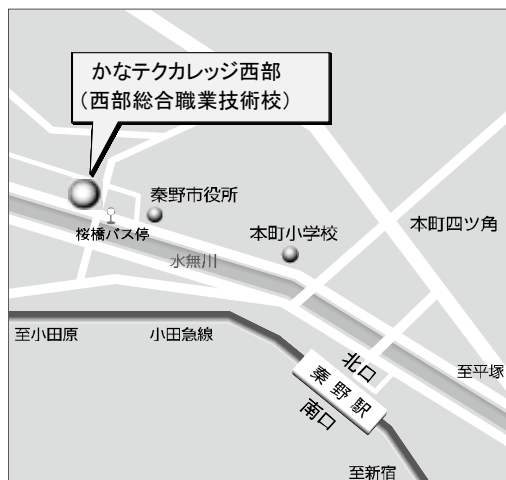 かなテクカレッジ西部
（西部総合職業技術校）
秦野市役所
桜橋バス停
本町小学校
本町四ツ角
水無川
至小田原
小田急線
北口
至平塚
秦野駅
南口
至新宿